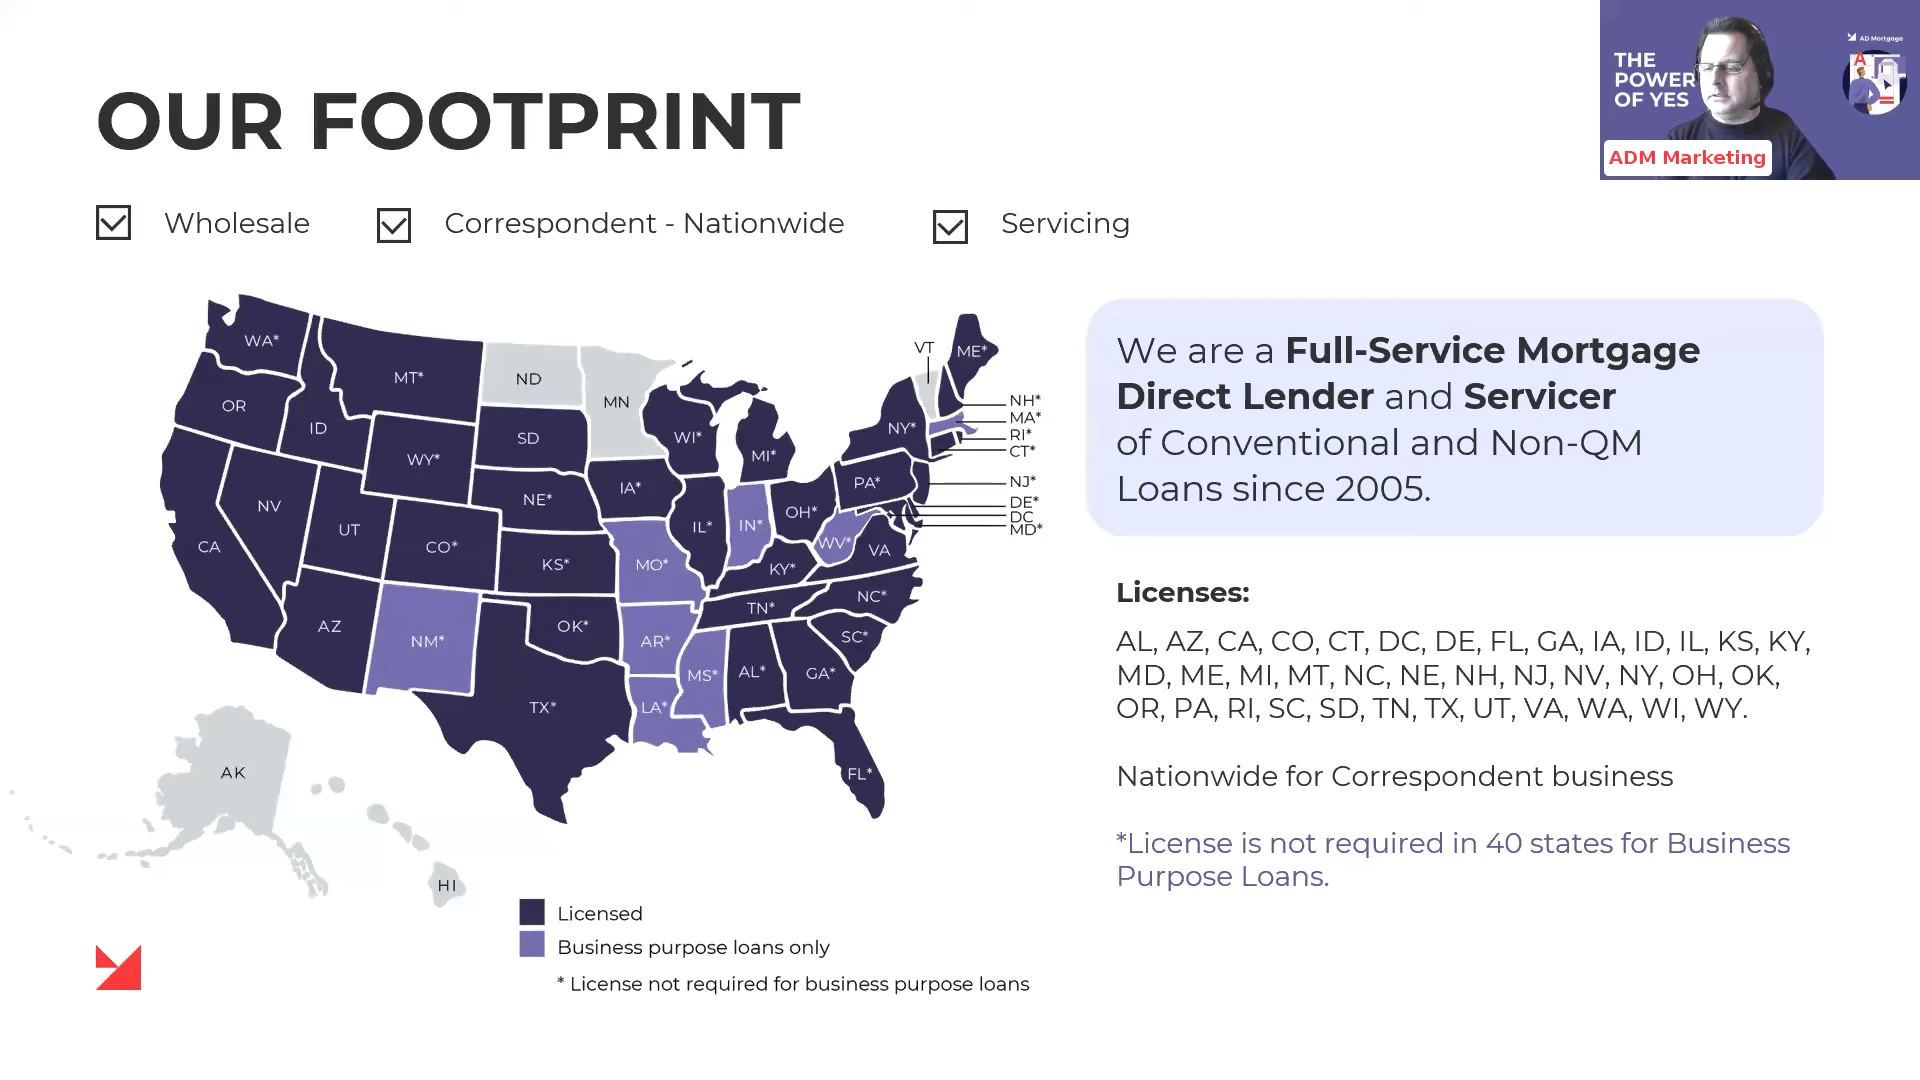 OUR FOOTPRINT
THE
POWER
OF YES
AD Mortgage
A
ADM Marketing
Wholesale
Correspondent - Nationwide
Servicing
WA*
OR
CA
ID
NV
MT*
WY*
UT
AZ
CO*
NM*
ND
SD
NE*
KS*
OK*
TX*
MN
IA*
MO*
AR*
LA*
WI*
IL*
MS*
MI*
IN*
KY*
TN*
AL*
OH*
WV*
GA*
FL*
SC*
NC*
VA
PA*
NY*
VT
ME*
NH*
MA*
RI*
CT*
NJ*
DE*
DC
MD*
AK
HI
Licensed
Business purpose loans only
* License not required for business purpose loans
We are a Full-Service Mortgage
Direct Lender and Servicer
of Conventional and Non-QM
Loans since 2005.
Licenses:
AL, AZ, CA, CO, CT, DC, DE, FL, GA, IA, ID, IL, KS, KY,
MD, ME, MI, MT, NC, NE, NH, NJ, NV, NY, OH, OK,
OR, PA, RI, SC, SD, TN, TX, UT, VA, WA, WI, WY.
Nationwide for Correspondent business
*License is not required in 40 states for Business
Purpose Loans.